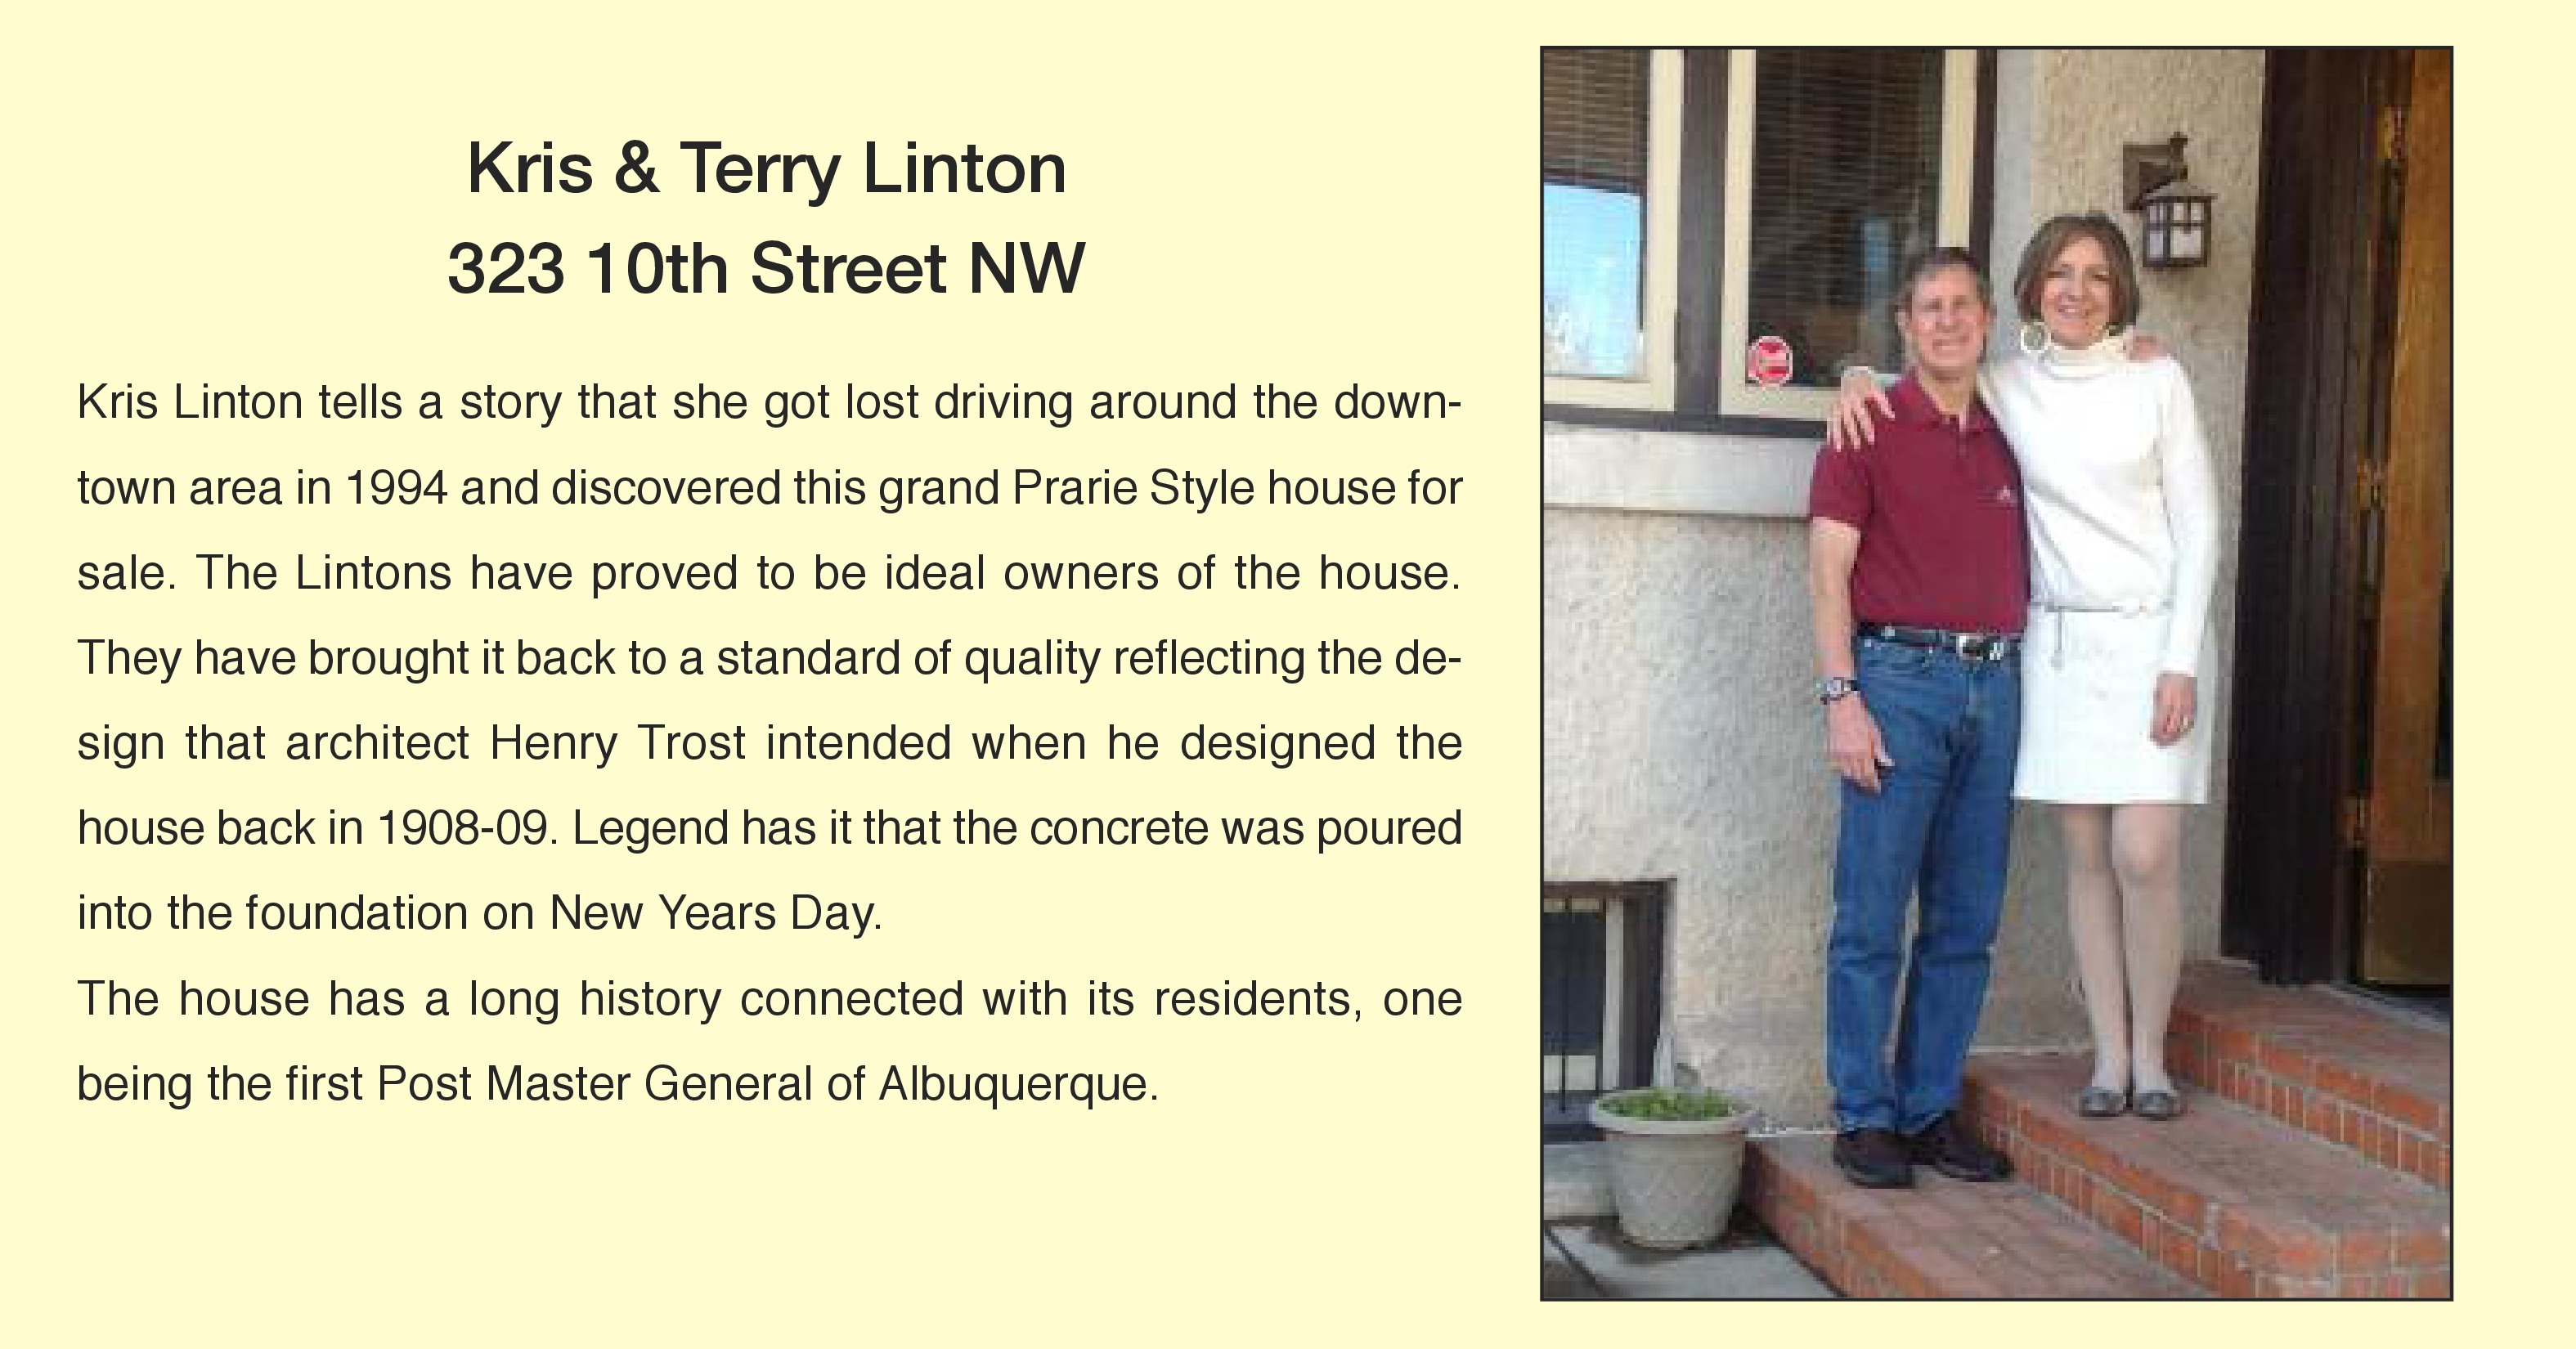 Kris & Terry Linton
323 10th Street NW
Kris Linton tells a story that she got lost driving around the down-
town area in 1994 and discovered this grand Prarie Style house for
sale. The Lintons have proved to be ideal owners of the house.
They have brought it back to a standard of quality reflecting the de-
sign that architect Henry Trost intended when he designed the
house back in 1908-09. Legend has it that the concrete was poured
into the foundation on New Years Day.
The house has a long history connected with its residents, one
being the first Post Master General of Albuquerque.